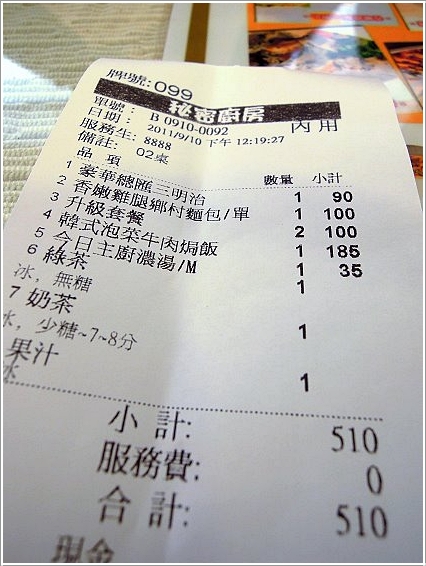 牌號:099
秘密廚房
單號: B 0910-0092 內用
日期: 2011/9/10 下午 12:19:27
服務生: 8888
備註: 02桌
品 項 數量 小計
1 豪華總匯三明治 1 90
2 香嫩雞腿鄉村麵包/單 1 100
3 升級套餐 2 100
4 韓式泡菜牛肉焗飯 1 185
5 今日主廚濃湯/M 1 35
6 綠茶 1
冰, 無糖
7 奶茶 1
冰, 少糖~7~8分
果汁 1
冰
小 計: 510
服務費: 0
合 計: 510
現金